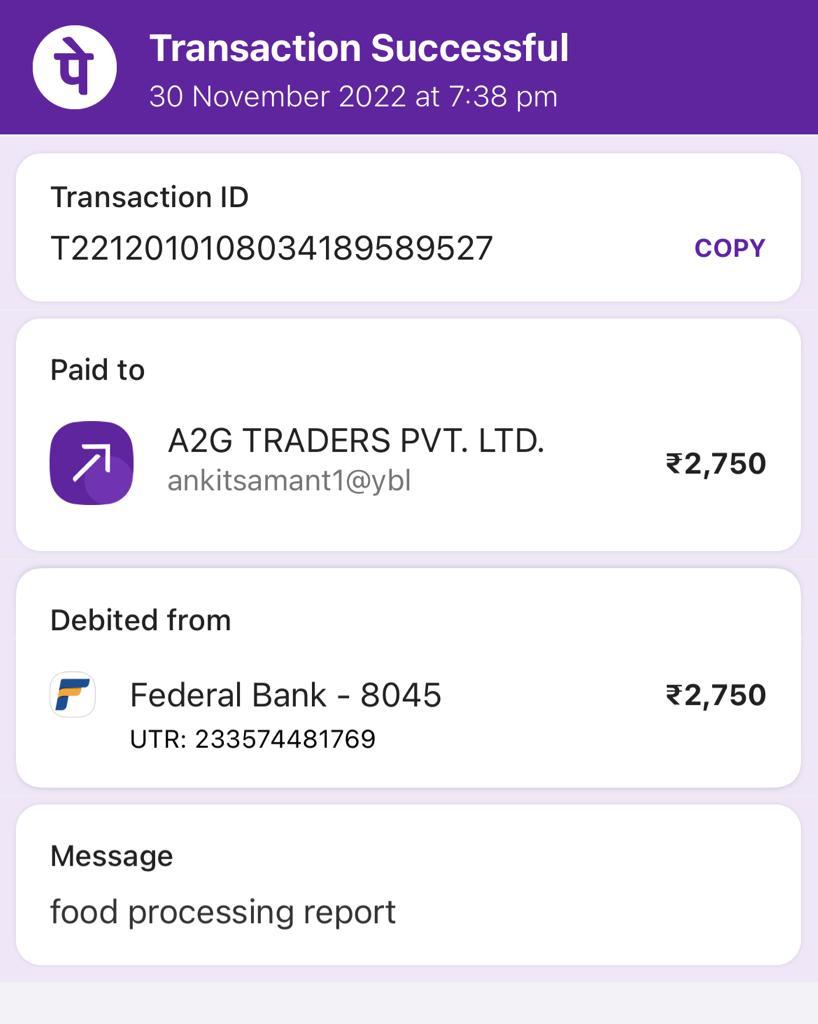 पे
Transaction Successful
30 November 2022 at 7:38 pm
Transaction ID
T2212010108034189589527
COPY
Paid to
A2G TRADERS PVT. LTD.
ankitsamant1@ybl
₹2,750
Debited from
Federal Bank - 8045
₹2,750
UTR: 233574481769
Message
food processing report